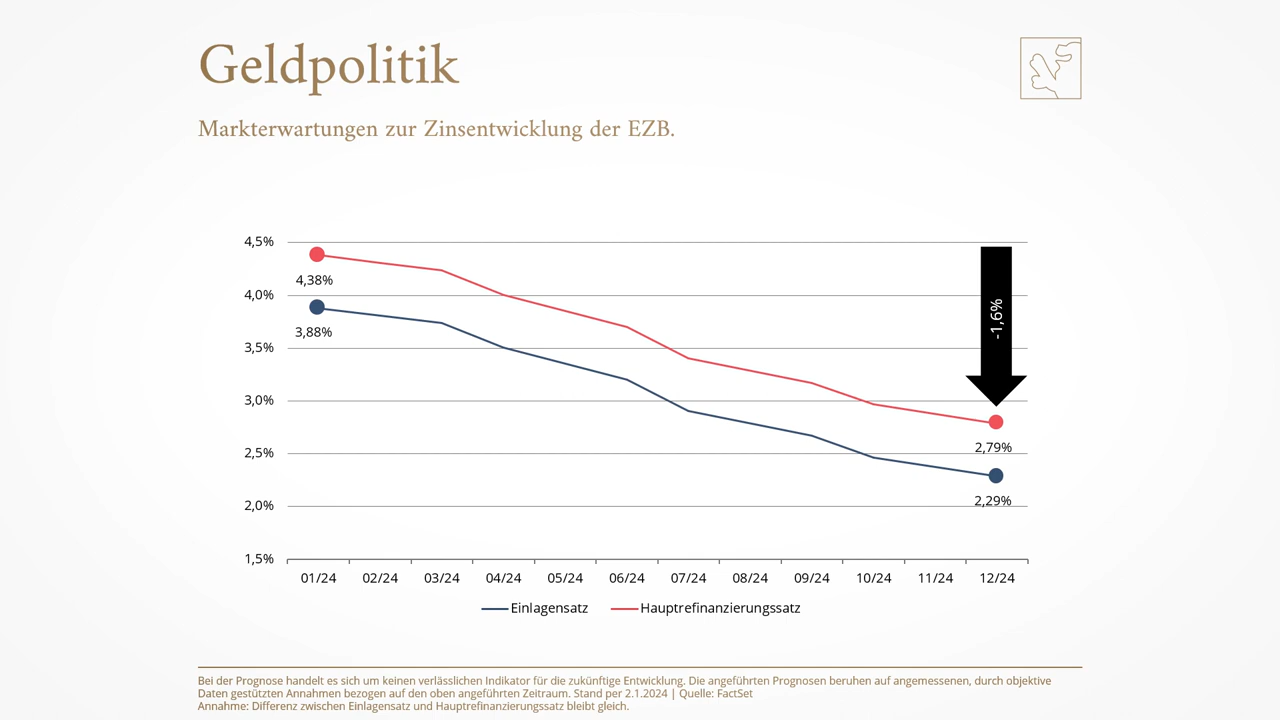 Geldpolitik
Markterwartungen zur Zinsentwicklung der EZB.
4,5%
4,0%
3,5%
3,0%
2,5%
2,0%
1,5%
4,38%
3,88%
-1,6%
2,79%
2,29%
01/24 02/24 03/24 04/24 05/24 06/24 07/24 08/24 09/24 10/24 11/24 12/24
Einlagensatz Hauptrefinanzierungssatz
Bei der Prognose handelt es sich um keinen verlässlichen Indikator für die zukünftige Entwicklung. Die angeführten Prognosen beruhen auf angemessenen, durch objektive
Daten gestützten Annahmen bezogen auf den oben angeführten Zeitraum. Stand per 2.1.2024 | Quelle: FactSet
Annahme: Differenz zwischen Einlagensatz und Hauptrefinanzierungssatz bleibt gleich.